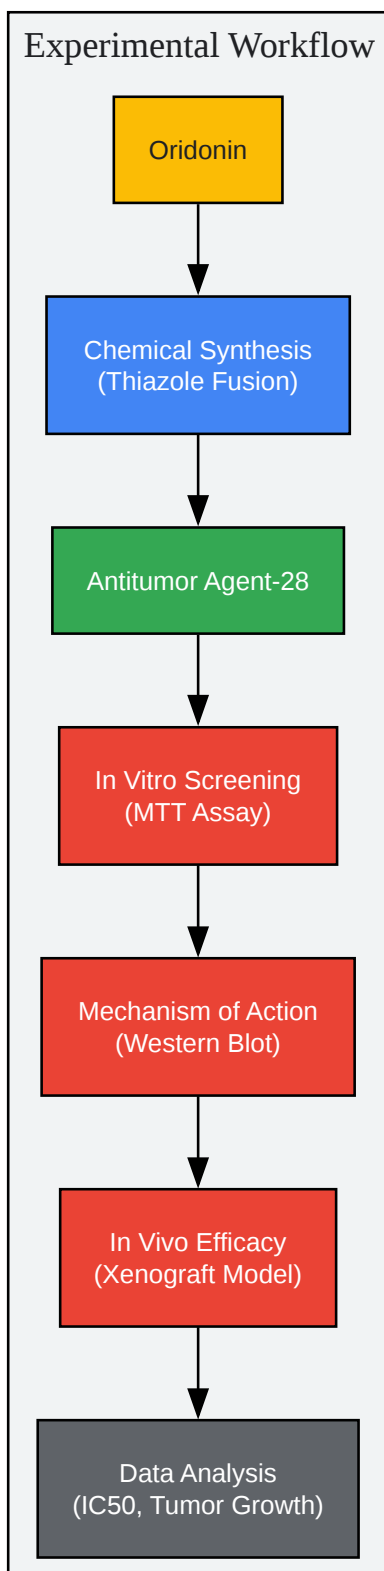 Experimental Workflow
Oridonin
Chemical Synthesis
(Thiazole Fusion)
Antitumor Agent-28
In Vitro Screening
(MTT Assay)
Mechanism of Action
(Western Blot)
In Vivo Efficacy
(Xenograft Model)
Data Analysis
(IC50, Tumor Growth)